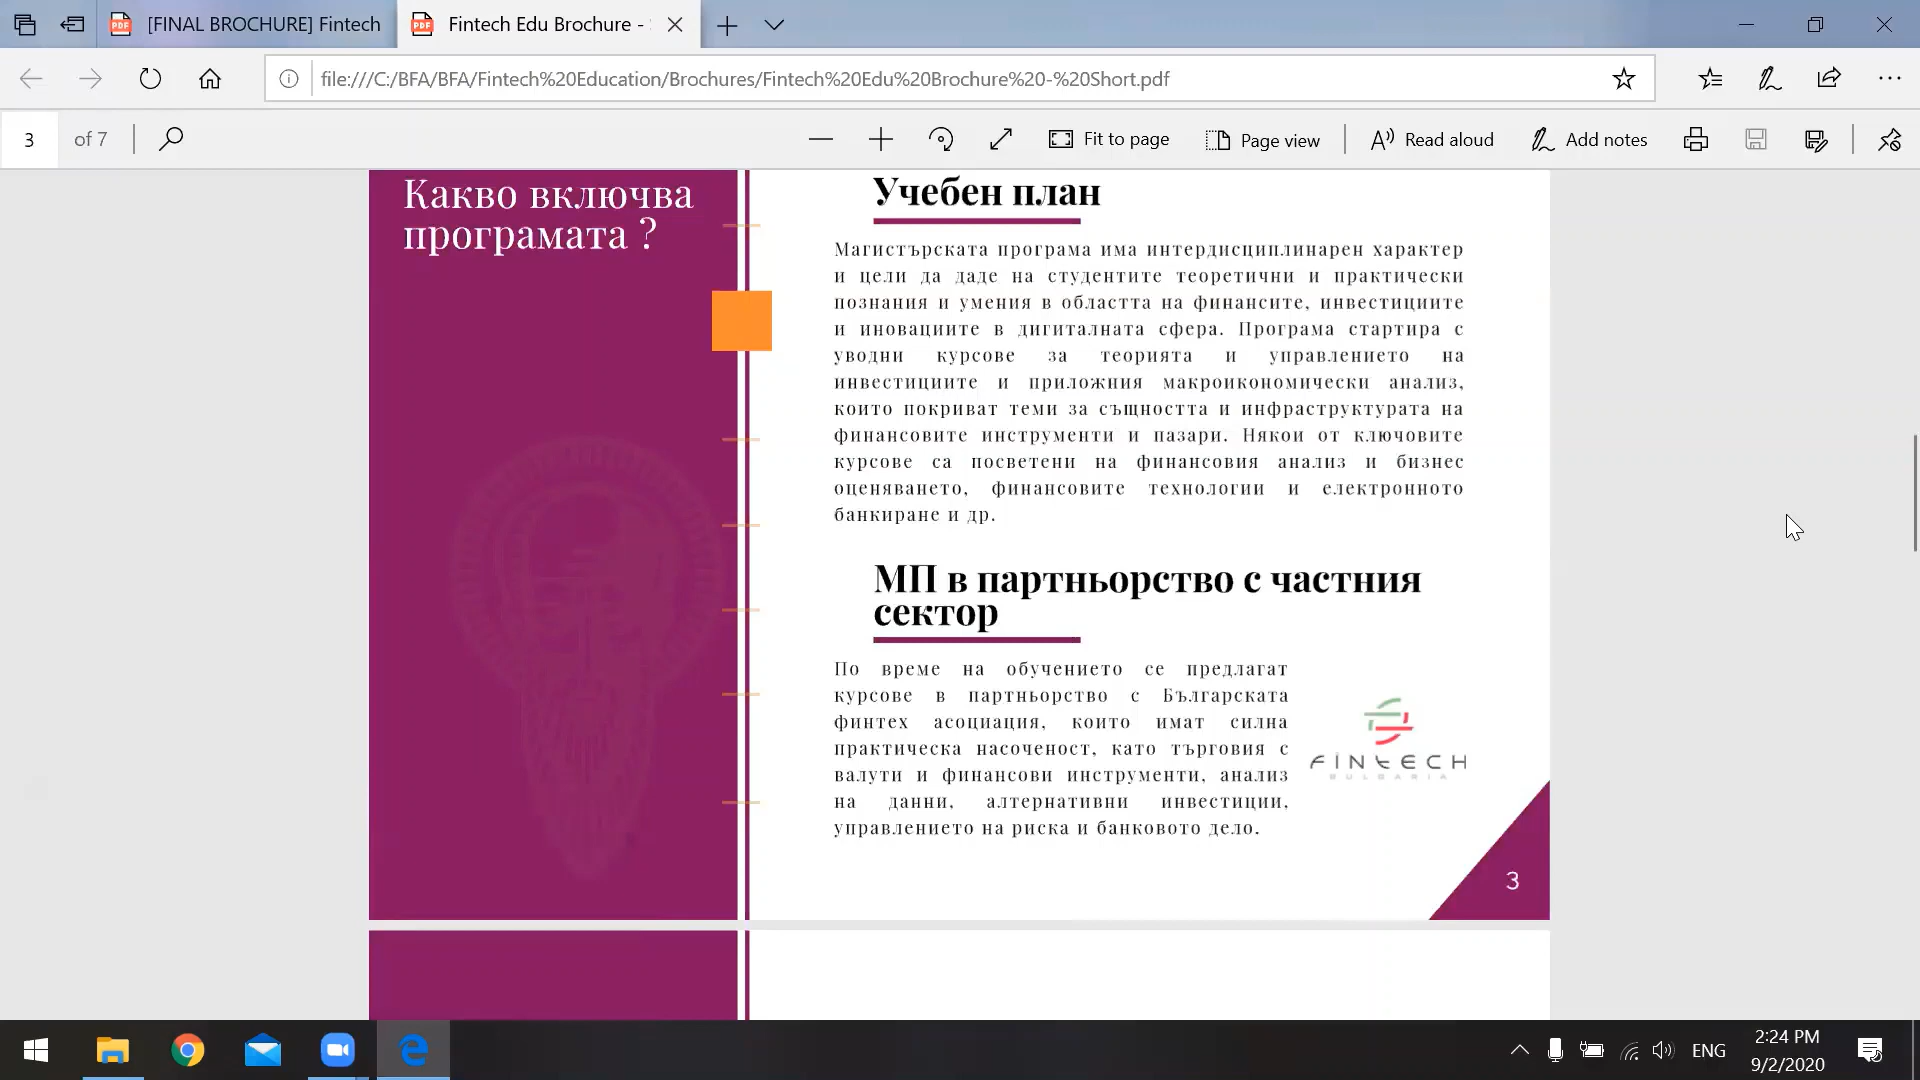 [FINAL BROCHURE] Fintech
Fintech Edu Brochure -
file:///C:/BFA/BFA/Fintech%20Education/Brochures/Fintech%20Edu%20Brochure%20-%20Short.pdf
3 of 7
Fit to page
Page view
Read aloud
Add notes
Какво включва
програмата ?
Учебен план
Магистърската програма има интердисциплинарен характер
и цели да даде на студентите теоретични и практически
познания и умения в областта на финансите, инвестициите
и иновациите в дигиталната сфера. Програма стартира с
уводни курсове за теорията и управлението на
инвестициите и приложния макроикономически анализ,
които покриват теми за същността и инфраструктурата на
финансовите инструменти и пазари. Някои от ключовите
курсове са посветени на финансовия анализ и бизнес
оценяването, финансовите технологии и електронното
банкиране и др.
МП в партньорство с частния
сектор
По време на обучението се предлагат
курсове в партньорство с Българската
финтех асоциация, които имат силна
практическа насоченост, като търговия с
валути и финансови инструменти, анализ
на данни, алтернативни инвестиции,
управлението на риска и банковото дело.
FINTECH
BULGARIA
3
ENG
2:24 PM
9/2/2020